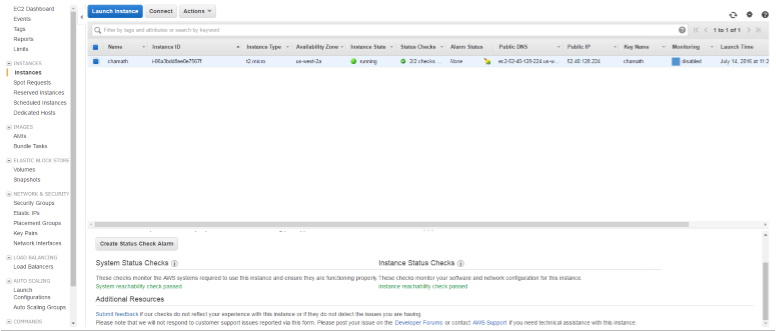 EC2 Dashboard
Events
Tags
Reports
Limits
INSTANCES
Instances
Spot Requests
Reserved Instances
Scheduled Instances
Dedicated Hosts
IMAGES
AMIs
Bundle Tasks
ELASTIC BLOCK STORE
Volumes
Snapshots
NETWORK & SECURITY
Security Groups
Elastic IPs
Placement Groups
Key Pairs
Network Interfaces
LOAD BALANCING
Load Balancers
AUTO SCALING
Launch
Configurations
Auto Scaling Groups
COMMANDS
Launch Instance Connect Actions
Filter by tags and attributes or search by keyword
1 to 1 of 1
Name Instance ID Instance Type Availability Zone Instance State Status Checks Alarm Status Public DNS Public IP Key Name Monitoring Launch Time
chamath t2.micro us-west-2a running 2/2 checks ... None chamath disabled July 14, 2016 at 11:2
Create Status Check Alarm
System Status Checks Instance Status Checks
These checks monitor the AWS systems required to use this instance and ensure they are functioning properly. These checks monitor your software and network configuration for this instance.
System reachability check passed Instance reachability check passed
Additional Resources
Submit feedback if our checks do not reflect your experience with this instance or if they do not detect the issues you are having.
Please note that we will not respond to customer support issues reported via this form. Please post your issue on the Developer Forums or contact AWS Support if you need technical assistance with this instance.